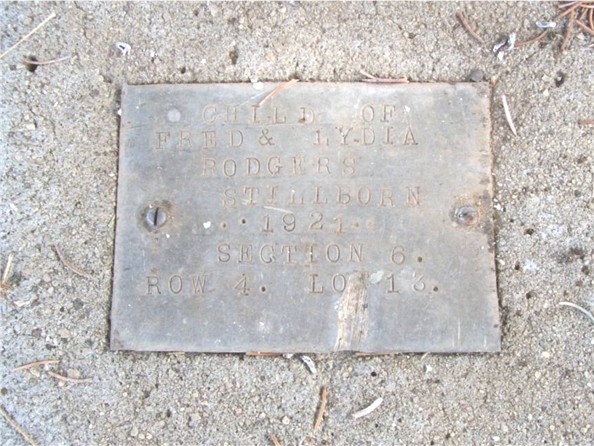 CHILD OF
FRED & LYDIA
RODGERS
STILLBORN
1921
SECTION 6.
ROW 4. LOT 13.